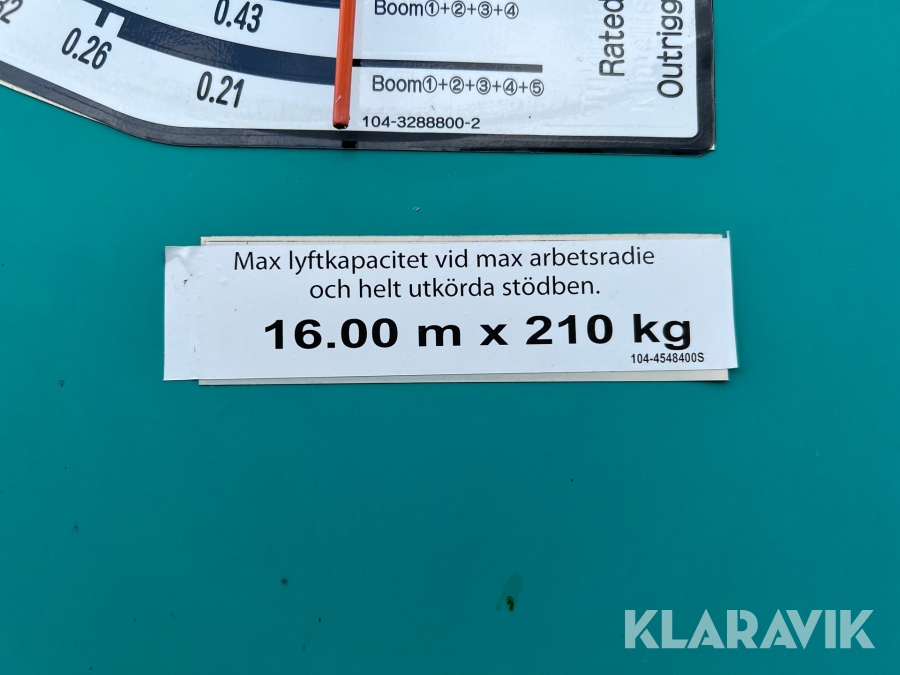 0.43
Boom①+②+③+④
0.26
0.21
Boom①+②+③+④+⑤
104-3288800-2
Rated
Max lyftkapacitet vid max arbetsradie
och helt utkörda stödben.
16.00 m x 210 kg
104-4548400S
KLARAVIK